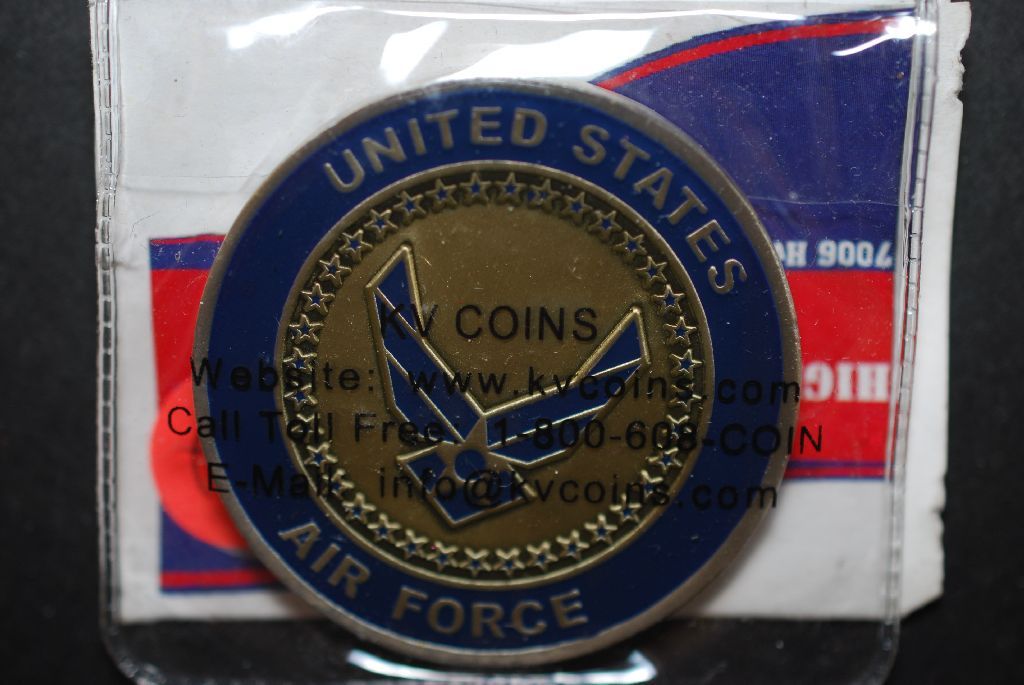 UNITED STATES
KV COINS
Website: www.kvcoins.com
Call Toll Free: 1-800-608-COIN
E-Mail: info@kvcoins.com
AIR FORCE
7006